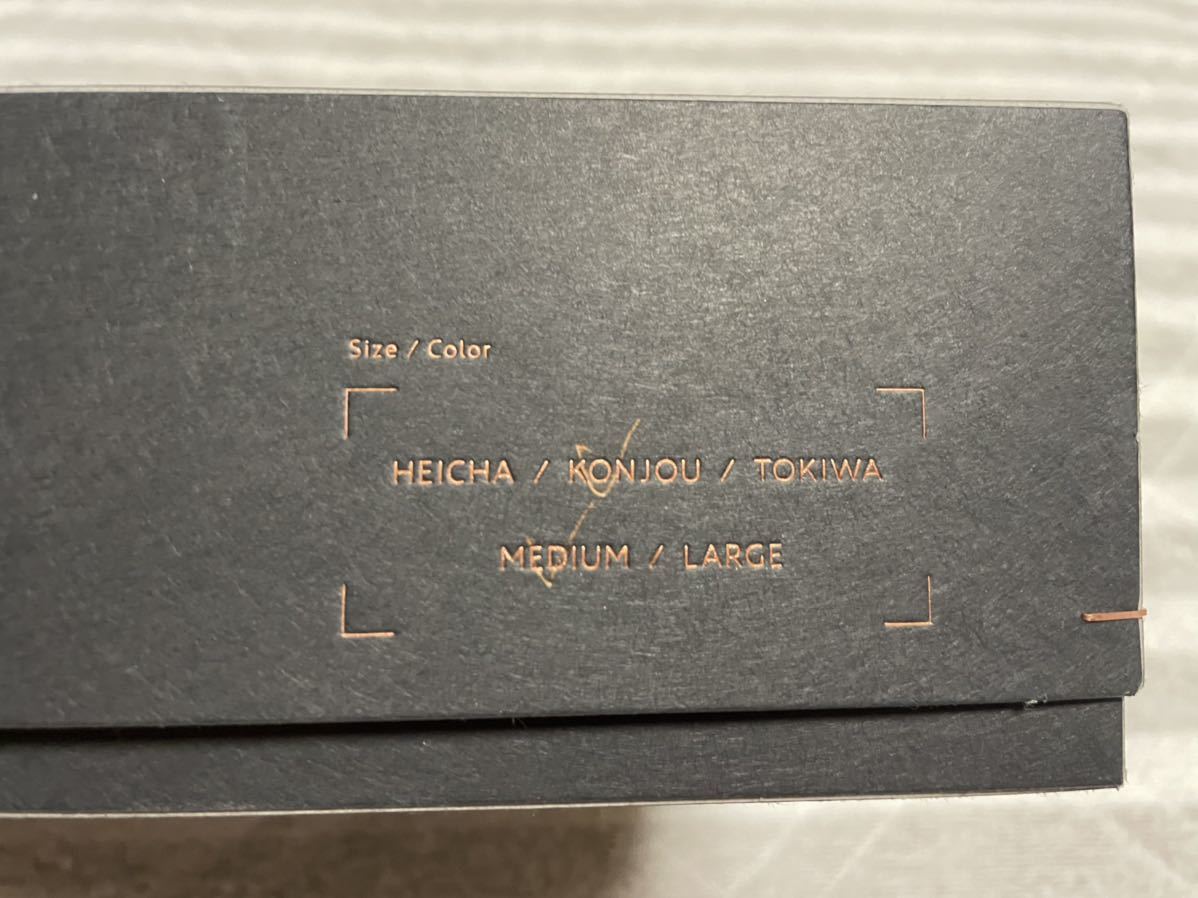 Size / Color
HEICHA / KONJOU / TOKIWA
MEDIUM / LARGE